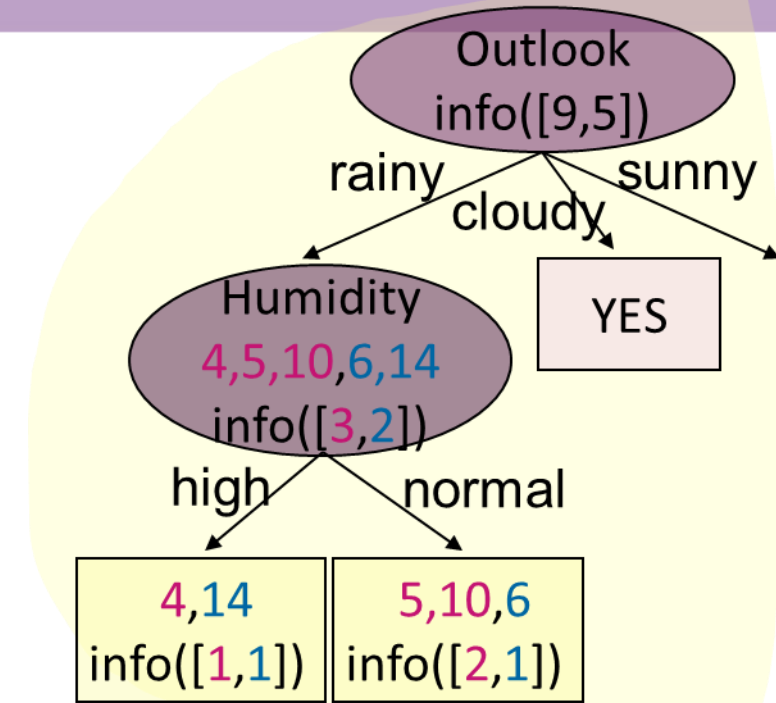 Outlook
info([9,5])
rainy
cloudy
sunny
Humidity
4,5,10,6,14
info([3,2])
YES
high
normal
4,14
info([1,1])
5,10,6
info([2,1])